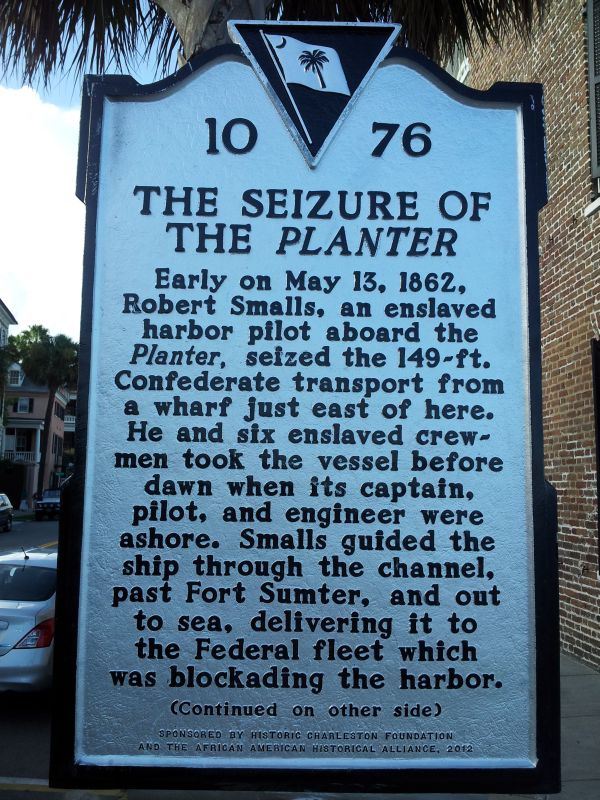 10 76
THE SEIZURE OF
THE PLANTER
Early on May 13, 1862,
Robert Smalls, an enslaved
harbor pilot aboard the
Planter, seized the 149-ft.
Confederate transport from
a wharf just east of here.
He and six enslaved crew-
men took the vessel before
dawn when its captain,
pilot, and engineer were
ashore. Smalls guided the
ship through the channel,
past Fort Sumter, and out
to sea, delivering it to
the Federal fleet which
was blockading the harbor.
(Continued on other side)
SPONSORED BY HISTORIC CHARLESTON FOUNDATION
AND THE AFRICAN AMERICAN HISTORICAL ALLIANCE, 2012